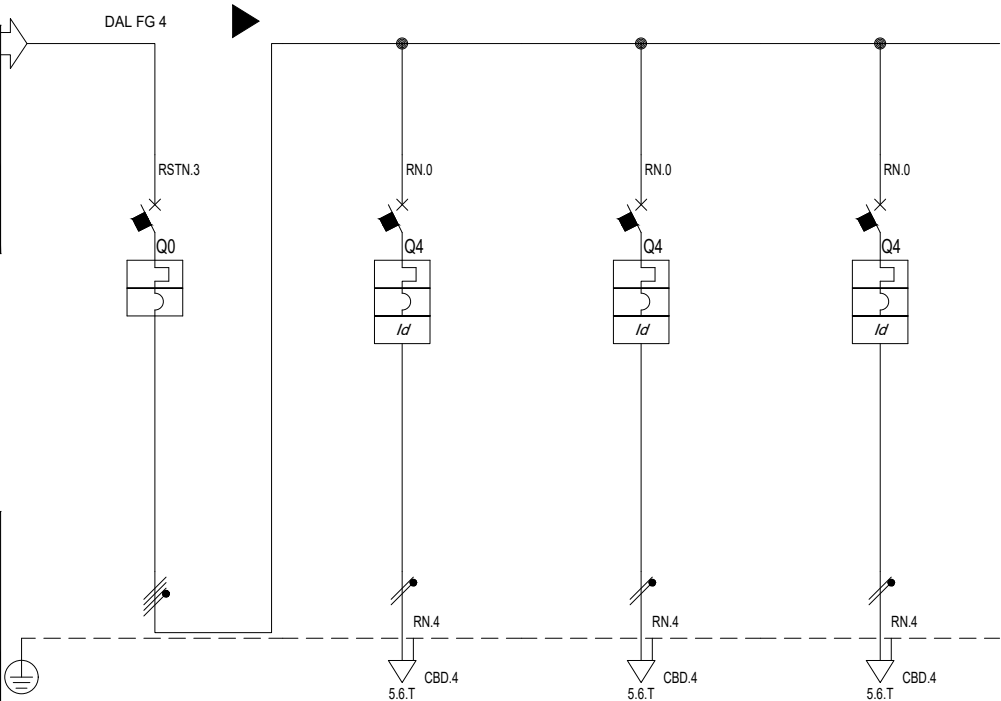 DAL FG 4
RSTN.3
RN.0
RN.0
RN.0
Q0
Q4
Q4
Q4
Id
Id
Id
RN.4
RN.4
RN.4
CBD.4
CBD.4
CBD.4
5.6.T
5.6.T
5.6.T